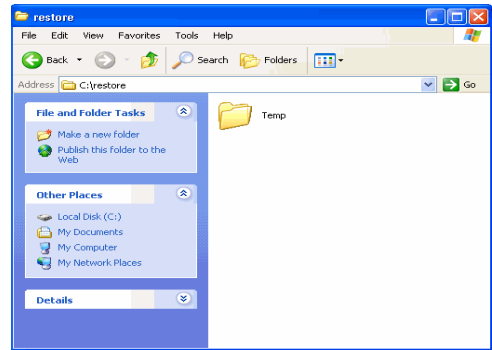 restore
File Edit View Favorites Tools Help
Back Search Folders
Address C:\restore Go
File and Folder Tasks
Make a new folder
Publish this folder to the
Web
Other Places
Local Disk (C:)
My Documents
My Computer
My Network Places
Details
Temp